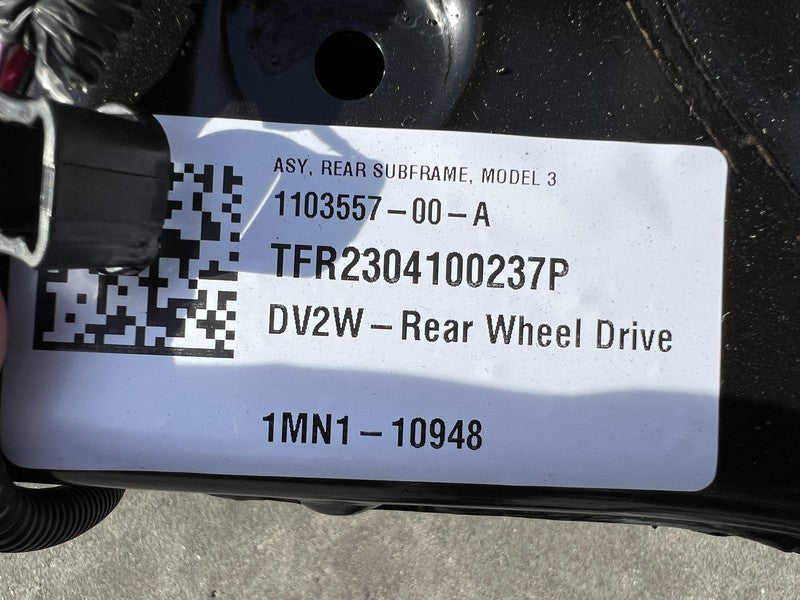 ASY, REAR SUBFRAME, MODEL 3
1103557-00-A
TFR2304100237P
DV2W-Rear Wheel Drive
1MN1-10948